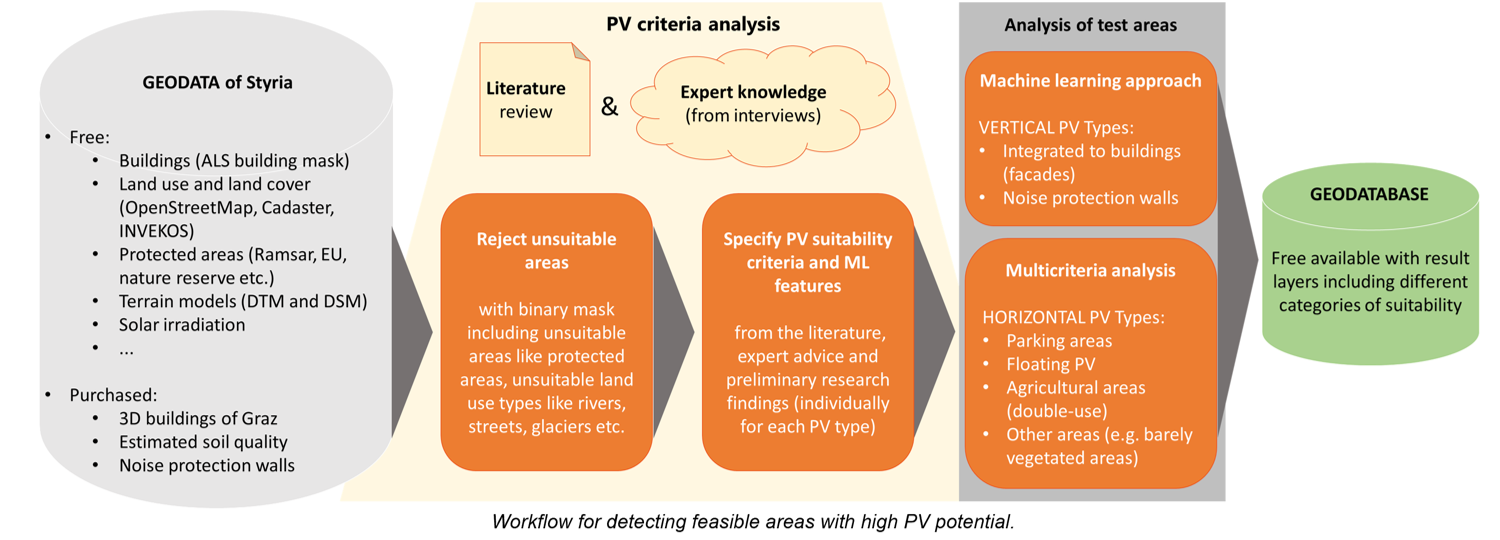 GEODATA of Styria
• Free:
• Buildings (ALS building mask)
• Land use and land cover
(OpenStreetMap, Cadaster,
INVEKOS)
• Protected areas (Ramsar, EU,
nature reserve etc.)
• Terrain models (DTM and DSM)
• Solar irradiation
• ...
• Purchased:
• 3D buildings of Graz
• Estimated soil quality
• Noise protection walls
PV criteria analysis
Literature
review
&
Expert knowledge
(from interviews)
Reject unsuitable
areas
with binary mask
including unsuitable
areas like protected
areas, unsuitable land
use types like rivers,
streets, glaciers etc.
Specify PV suitability
criteria and ML
features
from the literature,
expert advice and
preliminary research
findings (individually
for each PV type)
Analysis of test areas
Machine learning approach
VERTICAL PV Types:
• Integrated to buildings
(facades)
• Noise protection walls
Multicriteria analysis
HORIZONTAL PV Types:
• Parking areas
• Floating PV
• Agricultural areas
(double-use)
• Other areas (e.g. barely
vegetated areas)
GEODATABASE
Free available with result
layers including different
categories of suitability
Workflow for detecting feasible areas with high PV potential.